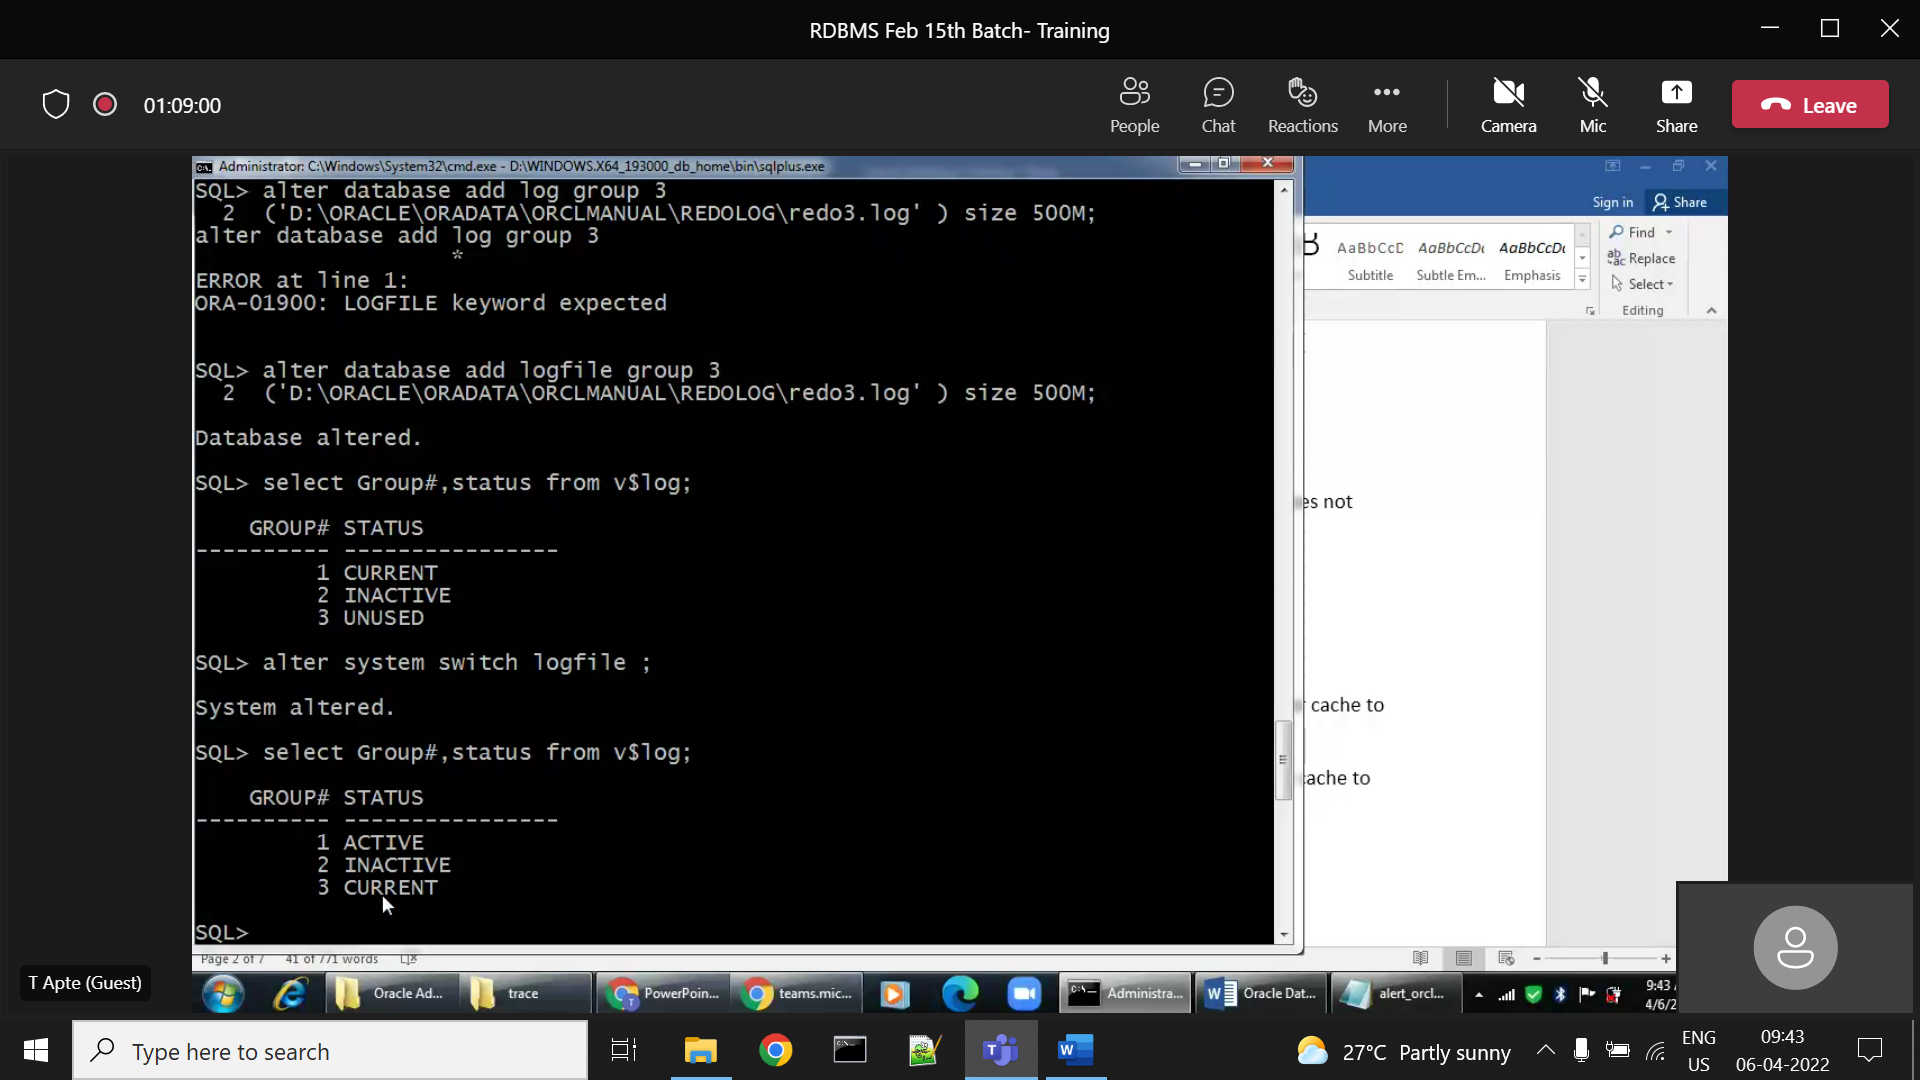 RDBMS Feb 15th Batch- Training
01:09:00
People
Chat
Reactions
More
Camera
Mic
Share
Leave
Administrator: C:\Windows\System32\cmd.exe - D:\WINDOWS.X64_193000_db_home\bin\sqlplus.exe
SQL> alter database add log group 3
2 ('D:\ORACLE\ORADATA\ORCLMANUAL\REDOLOG\redo3.log' ) size 500M;
alter database add log group 3
*
ERROR at line 1:
ORA-01900: LOGFILE keyword expected
SQL> alter database add logfile group 3
2 ('D:\ORACLE\ORADATA\ORCLMANUAL\REDOLOG\redo3.log' ) size 500M;
Database altered.
SQL> select Group#,status from v$log;
GROUP# STATUS
---------- ----------------
1 CURRENT
2 INACTIVE
3 UNUSED
SQL> alter system switch logfile ;
System altered.
SQL> select Group#,status from v$log;
GROUP# STATUS
---------- ----------------
1 ACTIVE
2 INACTIVE
3 CURRENT
SQL>
Sign in
Share
AaBbCcD
AaBbCcDc
AaBbCcDc
Subtitle
Subtle Em...
Emphasis
Find
Replace
Select
Editing
es not
cache to
cache to
Page 2 of 7 41 of 771 words
T Apte (Guest)
Oracle Ad...
trace
PowerPoin...
teams.mic...
Administra...
Oracle Dat...
alert_orcl...
9:43
4/6/2
Type here to search
27°C Partly sunny
ENG
US
09:43
06-04-2022